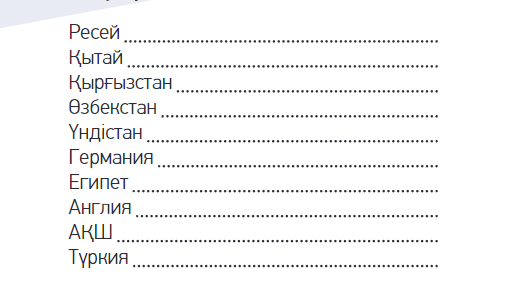 Ресей
Қытай
Қырғызстан
Өзбекстан
Үндістан
Германия
Египет
Англия
АҚШ
Түркия